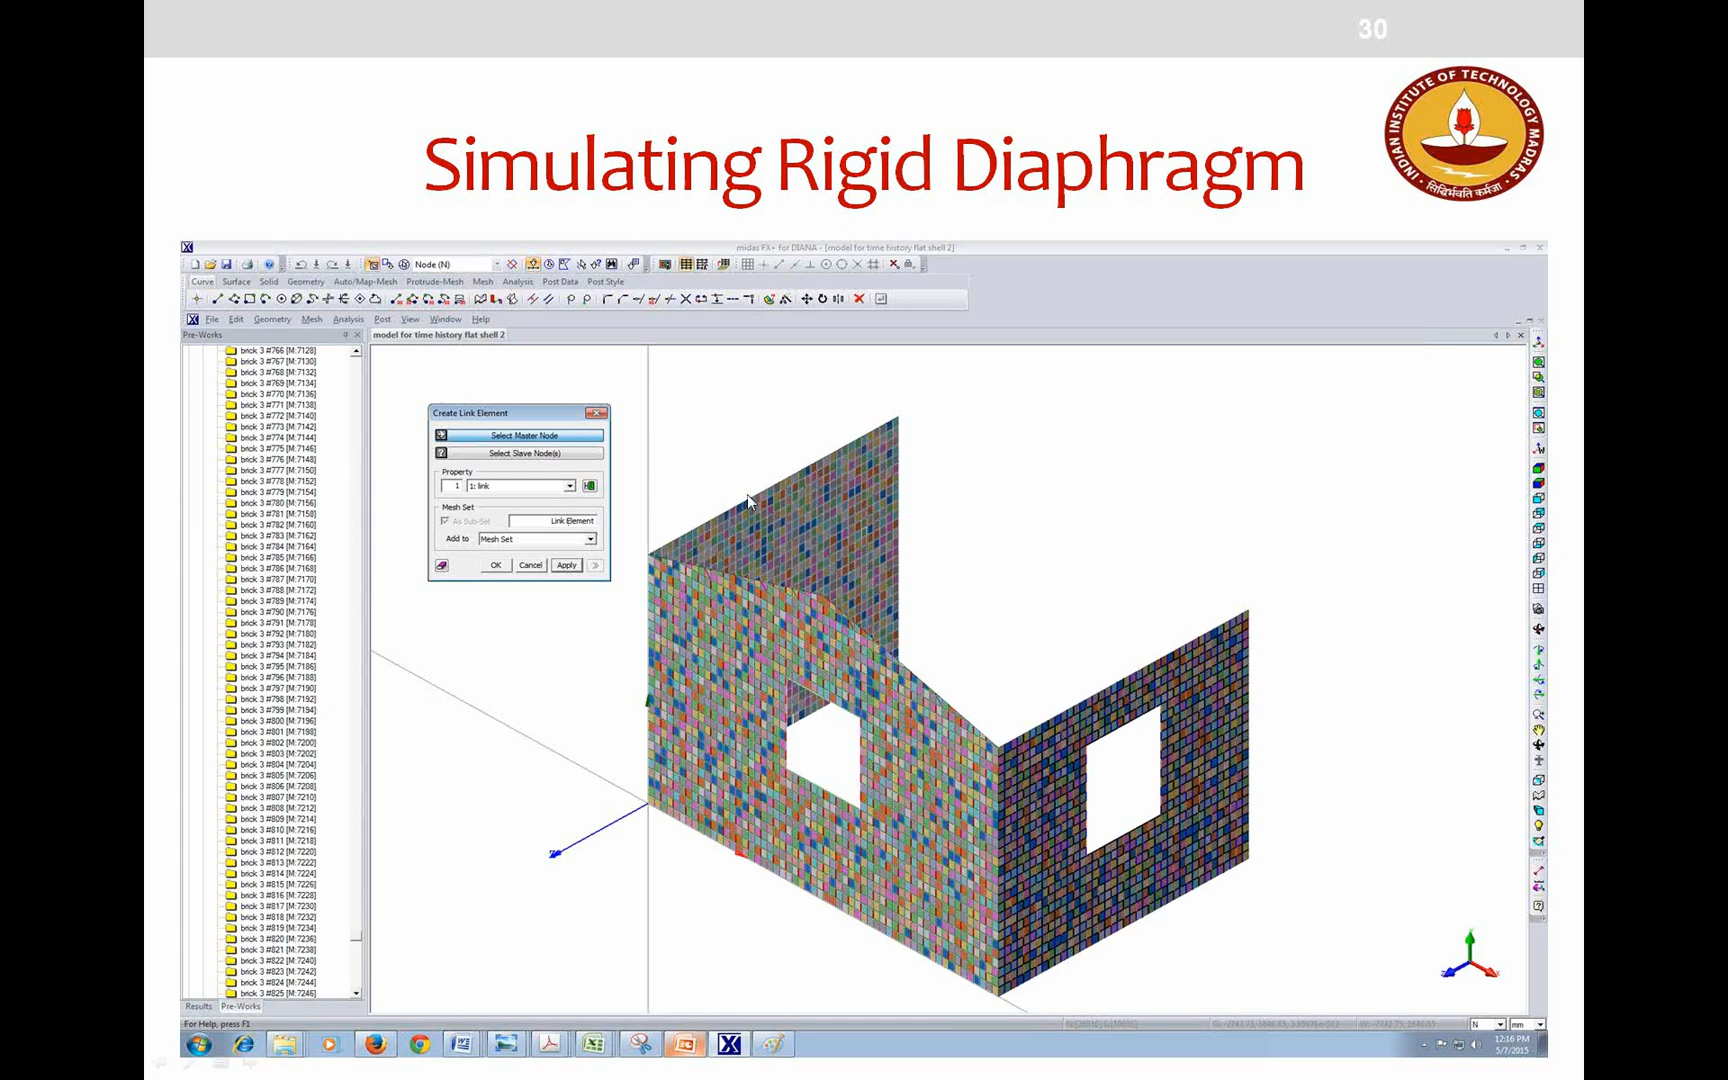 30
INDIAN INSTITUTE OF TECHNOLOGY MADRAS
सिद्धिर्भवति कर्मजा
Simulating Rigid Diaphragm
midas FX+ for DIANA - [model for time history flat shell 2]
Node (N)
Curve Surface Solid Geometry Auto/Map-Mesh Protrude-Mesh Mesh Analysis Post Data Post Style
File Edit Geometry Mesh Analysis Post View Window Help
Pre-Works
model for time history flat shell 2
brick 3 #766 [M:7128]
brick 3 #767 [M:7130]
brick 3 #768 [M:7132]
brick 3 #769 [M:7134]
brick 3 #770 [M:7136]
brick 3 #771 [M:7138]
brick 3 #772 [M:7140]
brick 3 #773 [M:7142]
brick 3 #774 [M:7144]
brick 3 #775 [M:7146]
brick 3 #776 [M:7148]
brick 3 #777 [M:7150]
brick 3 #778 [M:7152]
brick 3 #779 [M:7154]
brick 3 #780 [M:7156]
brick 3 #781 [M:7158]
brick 3 #782 [M:7160]
brick 3 #783 [M:7162]
brick 3 #784 [M:7164]
brick 3 #785 [M:7166]
brick 3 #786 [M:7168]
brick 3 #787 [M:7170]
brick 3 #788 [M:7172]
brick 3 #789 [M:7174]
brick 3 #790 [M:7176]
brick 3 #791 [M:7178]
brick 3 #792 [M:7180]
brick 3 #793 [M:7182]
brick 3 #794 [M:7184]
brick 3 #795 [M:7186]
brick 3 #796 [M:7188]
brick 3 #797 [M:7190]
brick 3 #798 [M:7192]
brick 3 #799 [M:7194]
brick 3 #800 [M:7196]
brick 3 #801 [M:7198]
brick 3 #802 [M:7200]
brick 3 #803 [M:7202]
brick 3 #804 [M:7204]
brick 3 #805 [M:7206]
brick 3 #806 [M:7208]
brick 3 #807 [M:7210]
brick 3 #808 [M:7212]
brick 3 #809 [M:7214]
brick 3 #810 [M:7216]
brick 3 #811 [M:7218]
brick 3 #812 [M:7220]
brick 3 #813 [M:7222]
brick 3 #814 [M:7224]
brick 3 #815 [M:7226]
brick 3 #816 [M:7228]
brick 3 #817 [M:7230]
brick 3 #818 [M:7232]
brick 3 #819 [M:7234]
brick 3 #820 [M:7236]
brick 3 #821 [M:7238]
brick 3 #822 [M:7240]
brick 3 #823 [M:7242]
brick 3 #824 [M:7244]
brick 3 #825 [M:7246]
Results Pre-Works
Create Link Element
Select Master Node
Select Slave Node(s)
Property
1 1: link
Mesh Set
As Sub-Set Link Element
Add to Mesh Set
OK Cancel Apply >>
Z
For Help, press F1
N mm
12:16 PM
5/7/2015